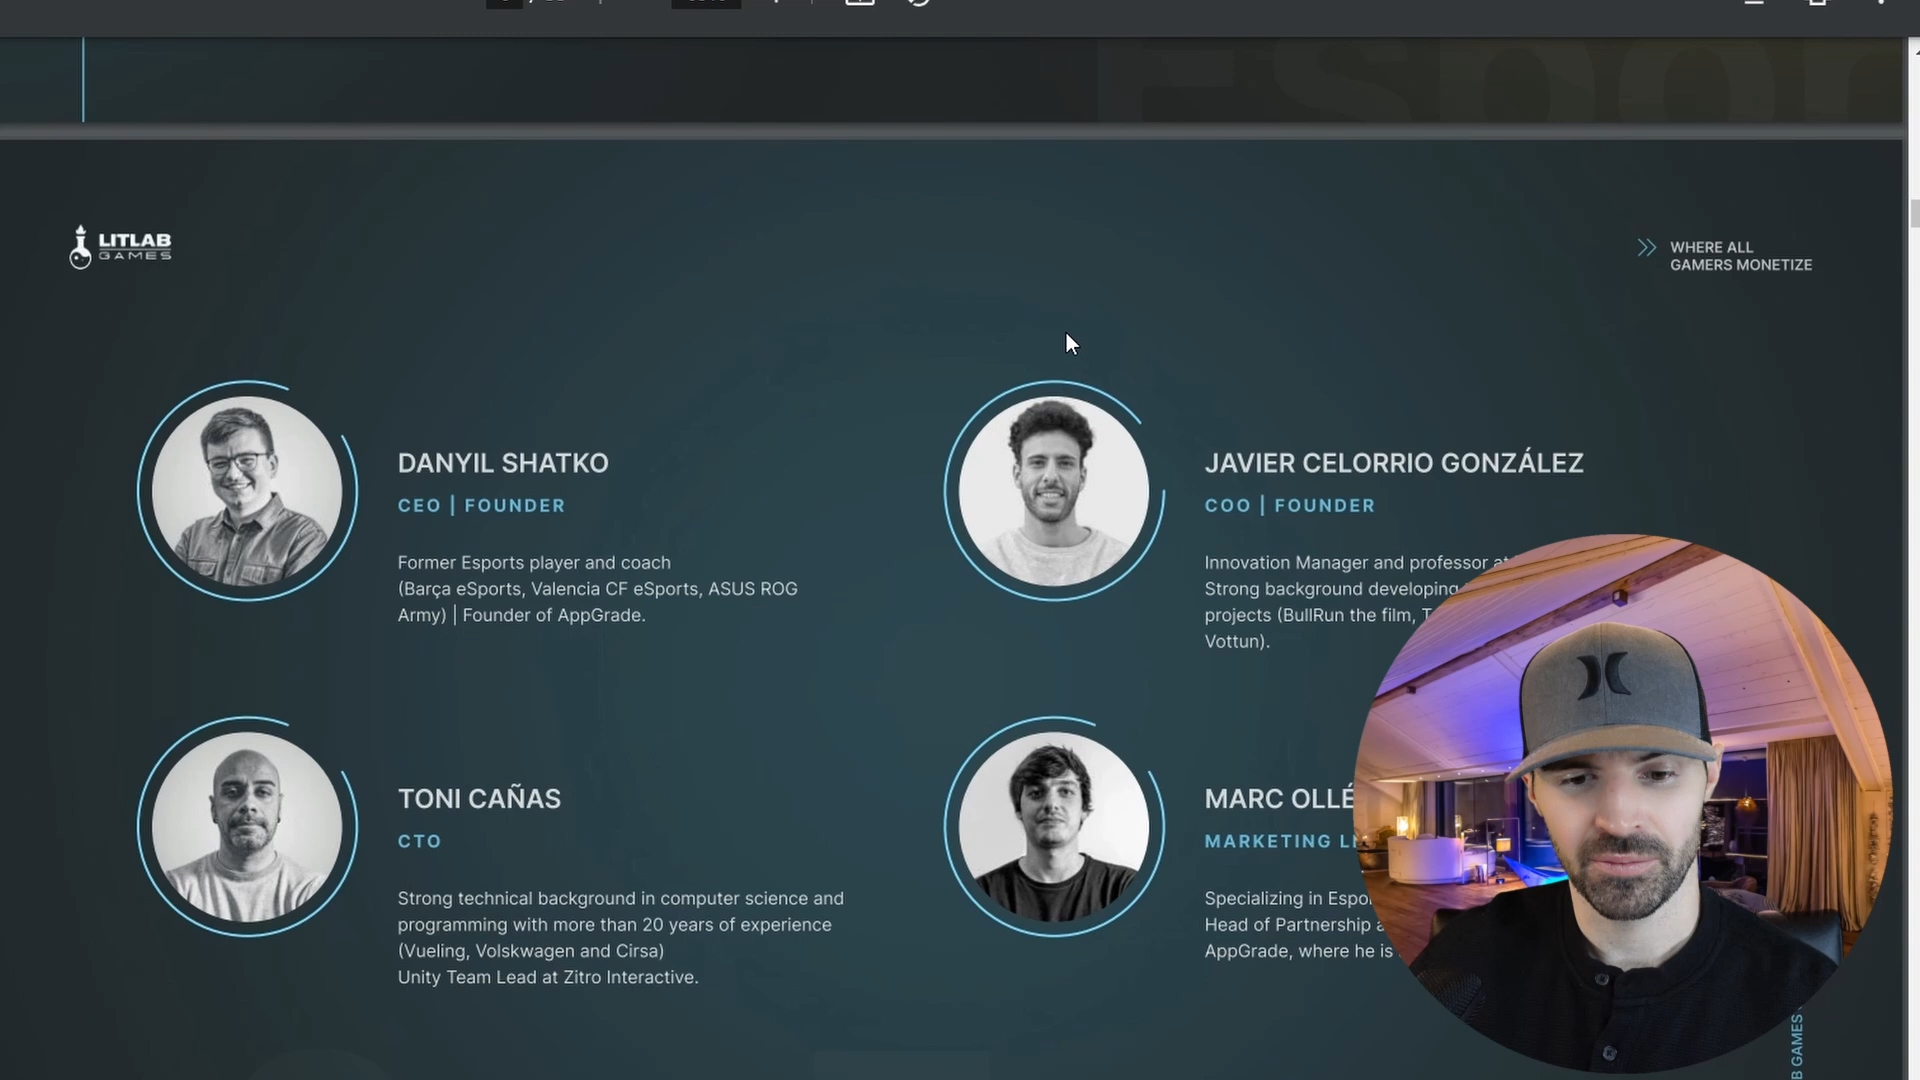 Espor
LITLAB
GAMES
WHERE ALL
GAMERS MONETIZE
DANYIL SHATKO
CEO | FOUNDER
Former Esports player and coach
(Barça eSports, Valencia CF eSports, ASUS ROG
Army) | Founder of AppGrade.
JAVIER CELORRIO GONZÁLEZ
COO | FOUNDER
Innovation Manager and professor at
Strong background developing
projects (BullRun the film,
Vottun).
TONI CAÑAS
CTO
Strong technical background in computer science and
programming with more than 20 years of experience
(Vueling, Volskwagen and Cirsa)
Unity Team Lead at Zitro Interactive.
MARC OLLÉ
MARKETING
Specializing in
Head of Partnership
AppGrade, where he is
GAMES